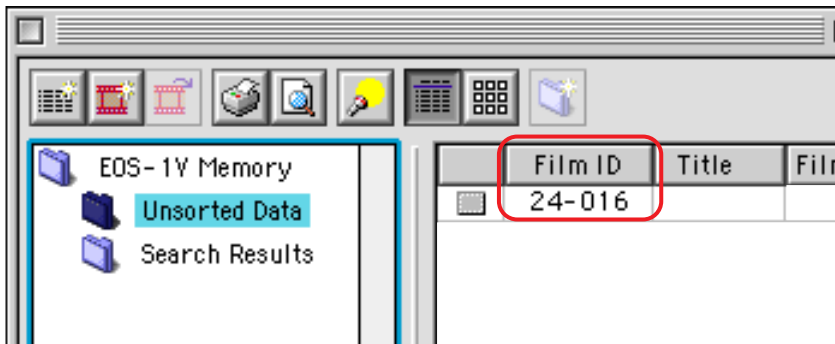 EOS-1V Memory
Unsorted Data
Search Results
Film ID Title
24-016